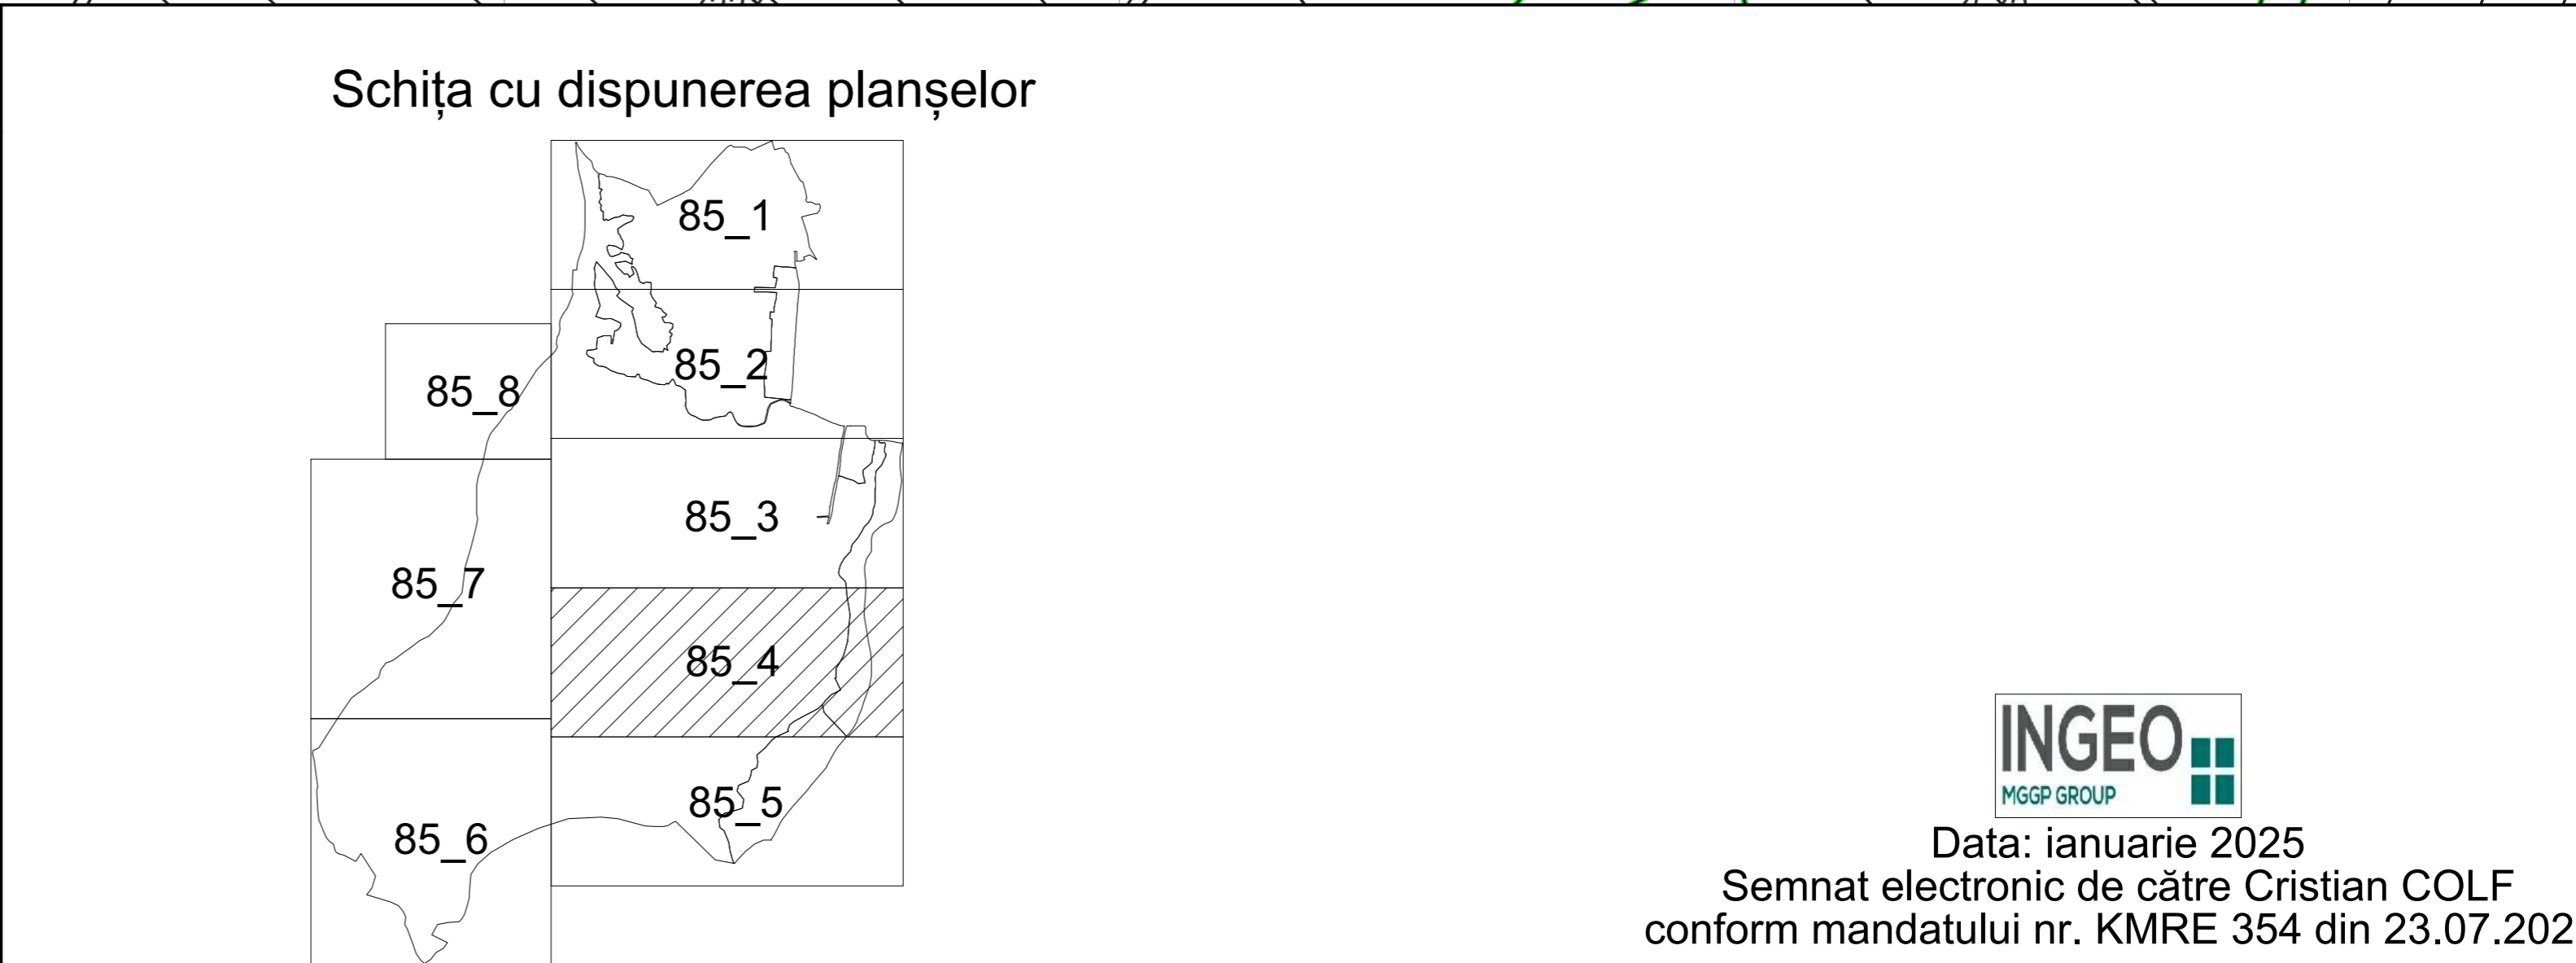 Schița cu dispunerea planșelor
85_1
85_2
85_8
85_3
85_7
85_4
85_5
85_6
INGEO
MGGP GROUP
Data: ianuarie 2025
Semnat electronic de către Cristian COLF
conform mandatului nr. KMRE 354 din 23.07.202